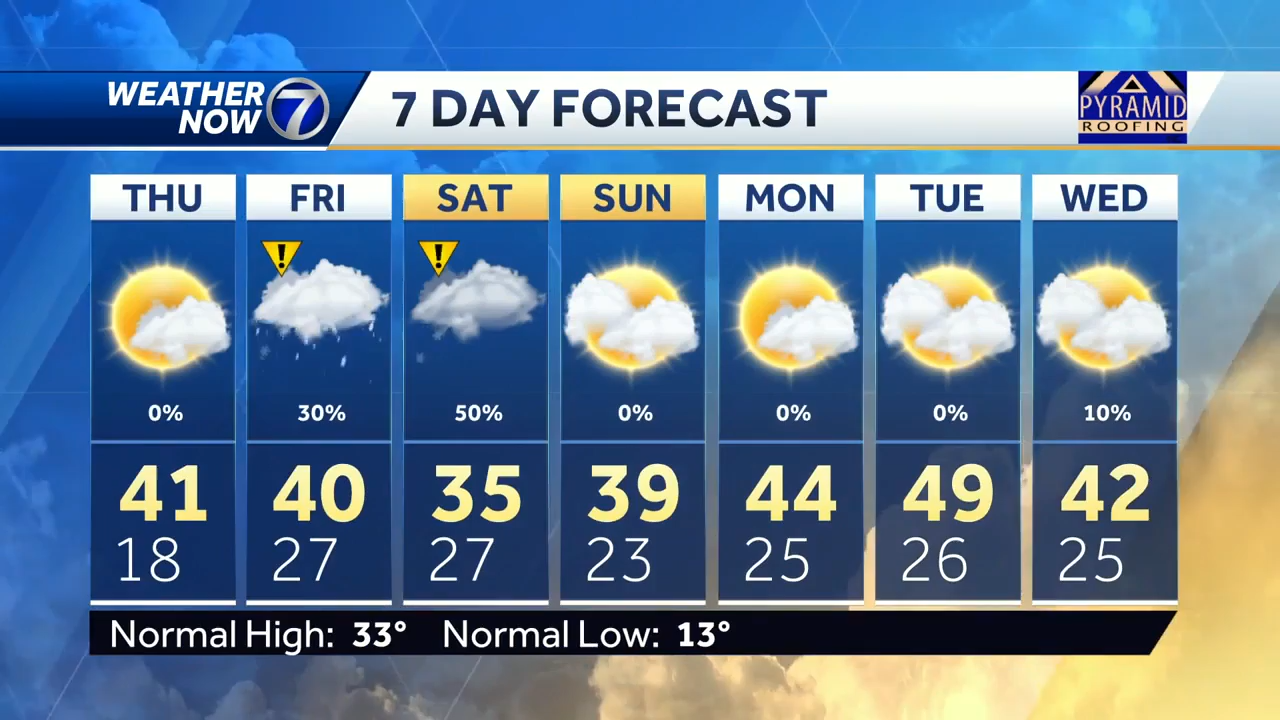 WEATHER
NOW 7
7 DAY FORECAST
PYRAMID
ROOFING
THU FRI SAT SUN MON TUE WED
! !
0% 30% 50% 0% 0% 0% 10%
41 40 35 39 44 49 42
18 27 27 23 25 26 25
Normal High: 33° Normal Low: 13°